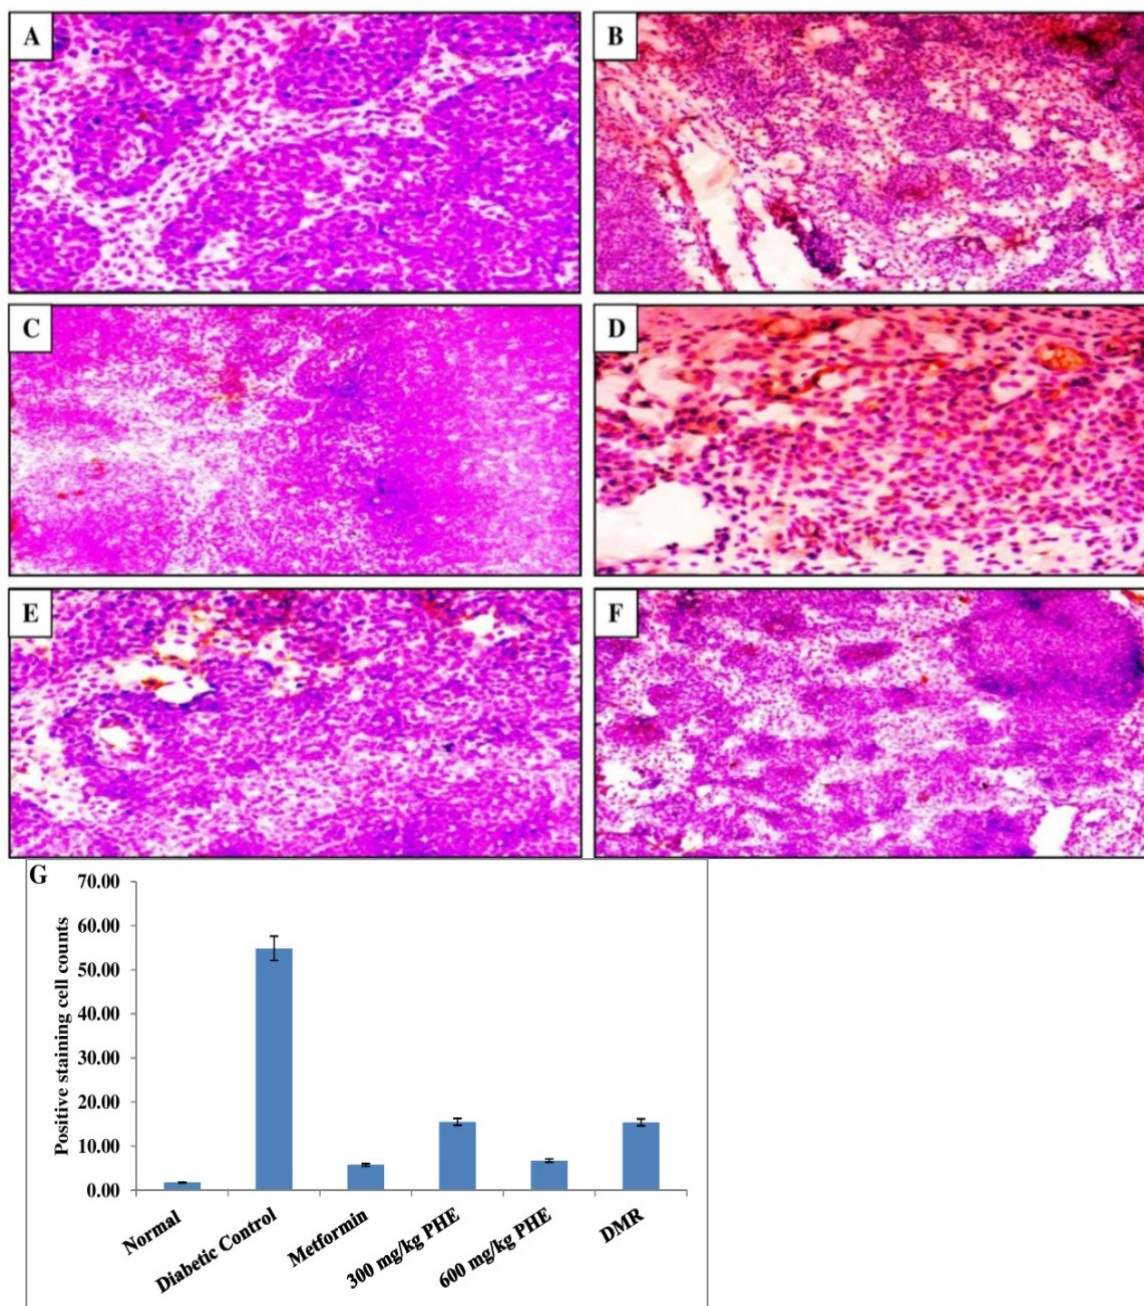 A
B
C
D
E
F
G
70.00
60.00
50.00
40.00
30.00
20.00
10.00
0.00
Positive staining cell counts
Normal
Diabetic Control
Metformin
300 mg/kg PHE
600 mg/kg PHE
DMR